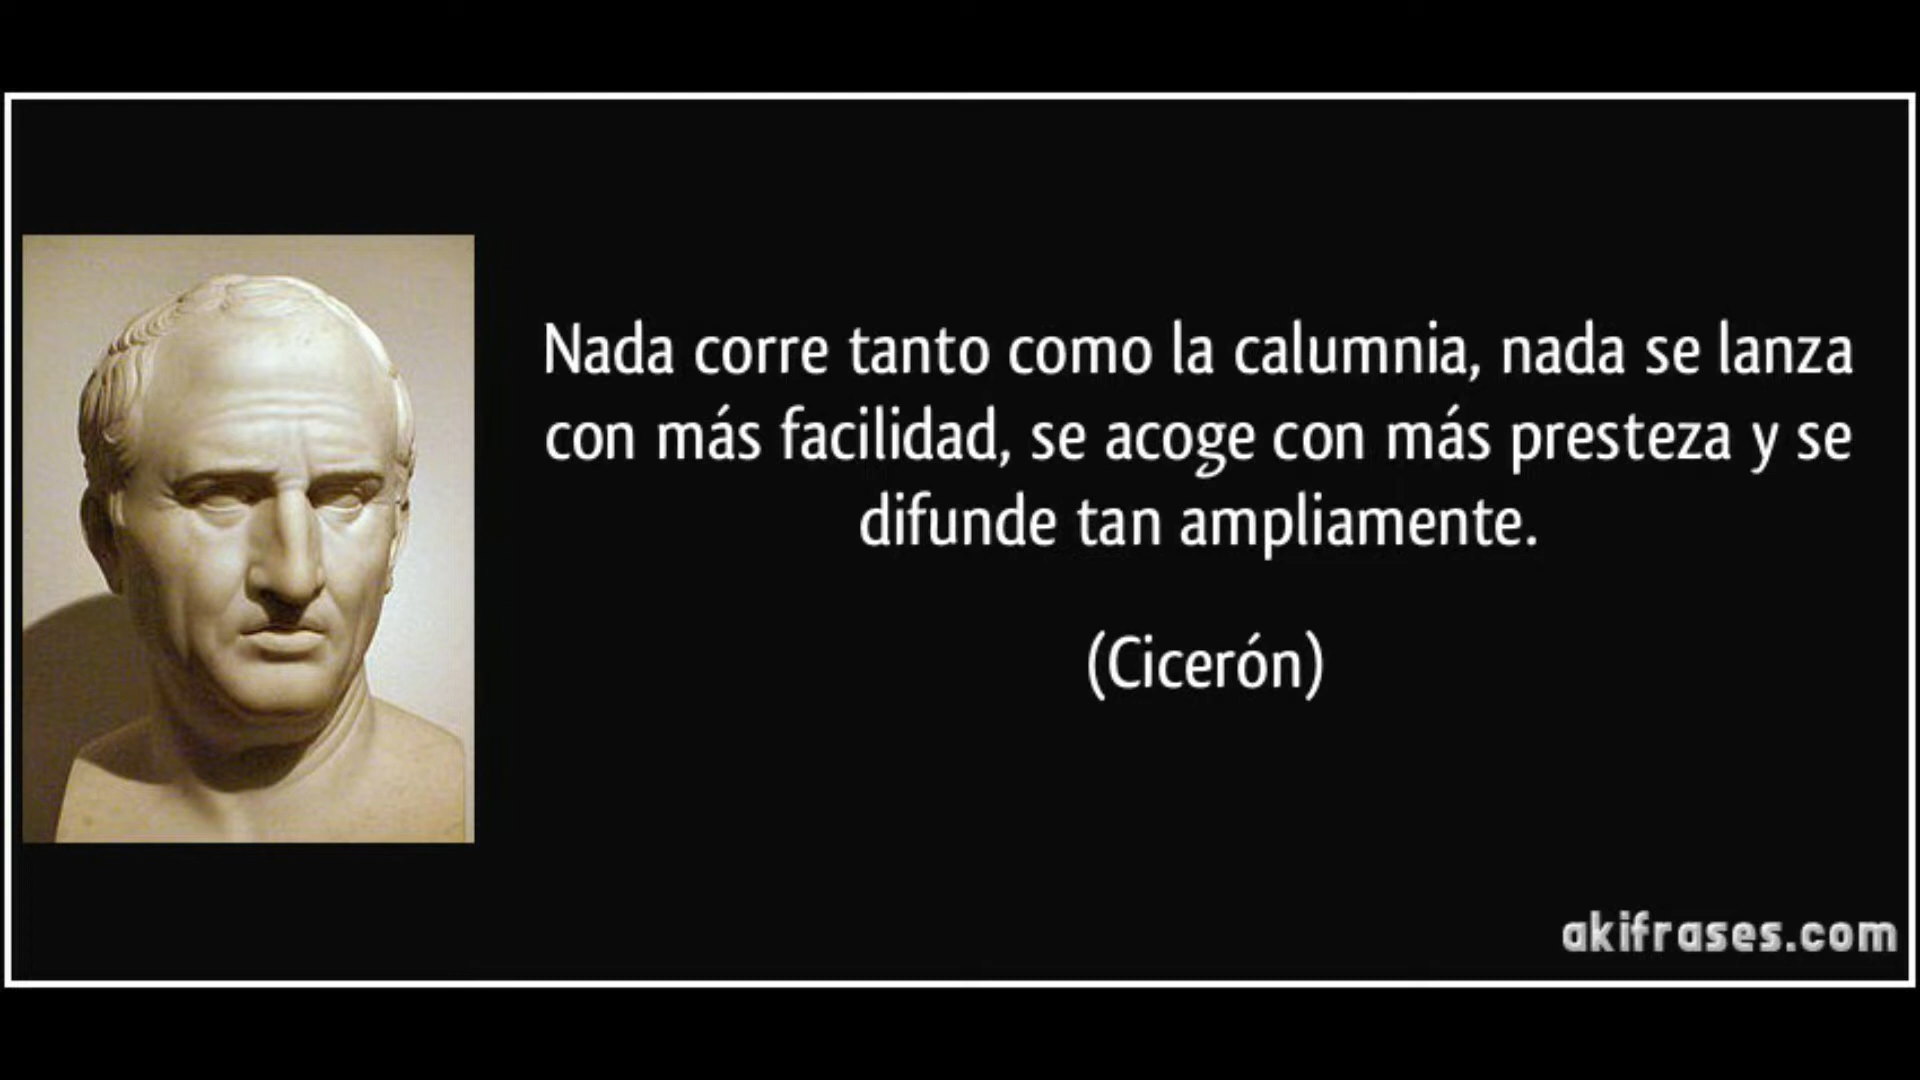 Nada corre tanto como la calumnia, nada se lanza
con más facilidad, se acoge con más presteza y se
difunde tan ampliamente.
(Cicerón)
akifrases.com